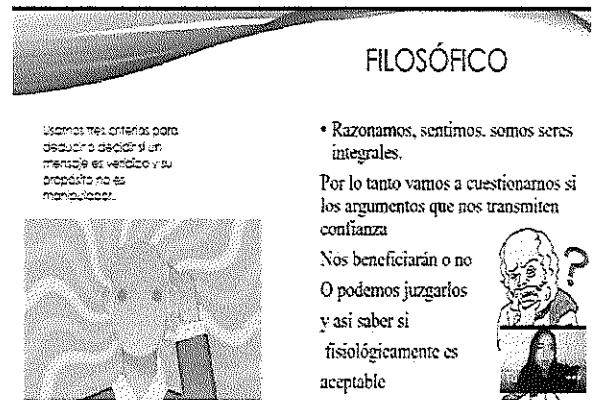 FILOSÓFICO
Usamos tres criterios para
deducir o decidir si un
mensaje es verídico y su
propósito no es
manipulador.
• Razonamos, sentimos. somos seres
integrales.
Por lo tanto vamos a cuestionarnos si
los argumentos que nos transmiten
confianza
Nos beneficiarán o no
O podemos juzgarlos
y asi saber si
fisiológicamente es
aceptable
?